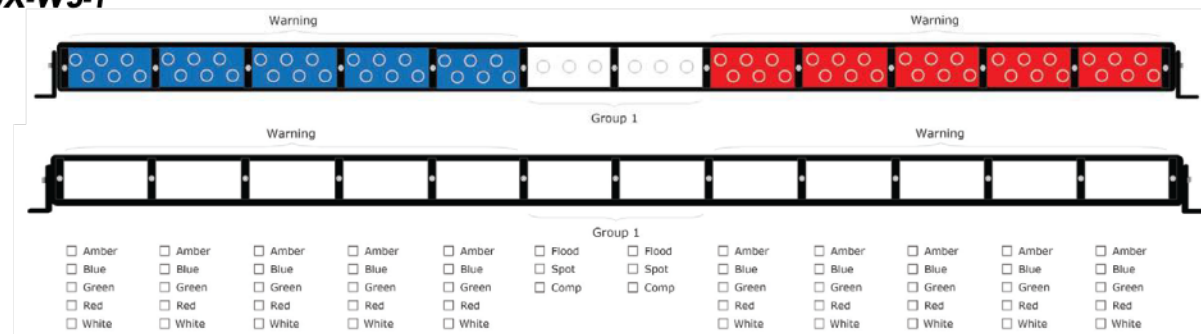 Warning Warning
Group 1
Warning Warning
Group 1
☐ Amber ☐ Amber ☐ Amber ☐ Amber ☐ Amber ☐ Flood ☐ Flood ☐ Amber ☐ Amber ☐ Amber ☐ Amber ☐ Amber
☐ Blue ☐ Blue ☐ Blue ☐ Blue ☐ Blue ☐ Spot ☐ Spot ☐ Blue ☐ Blue ☐ Blue ☐ Blue ☐ Blue
☐ Green ☐ Green ☐ Green ☐ Green ☐ Green ☐ Comp ☐ Comp ☐ Green ☐ Green ☐ Green ☐ Green ☐ Green
☐ Red ☐ Red ☐ Red ☐ Red ☐ Red ☐ Red ☐ Red ☐ Red ☐ Red ☐ Red
☐ White ☐ White ☐ White ☐ White ☐ White ☐ White ☐ White ☐ White ☐ White ☐ White